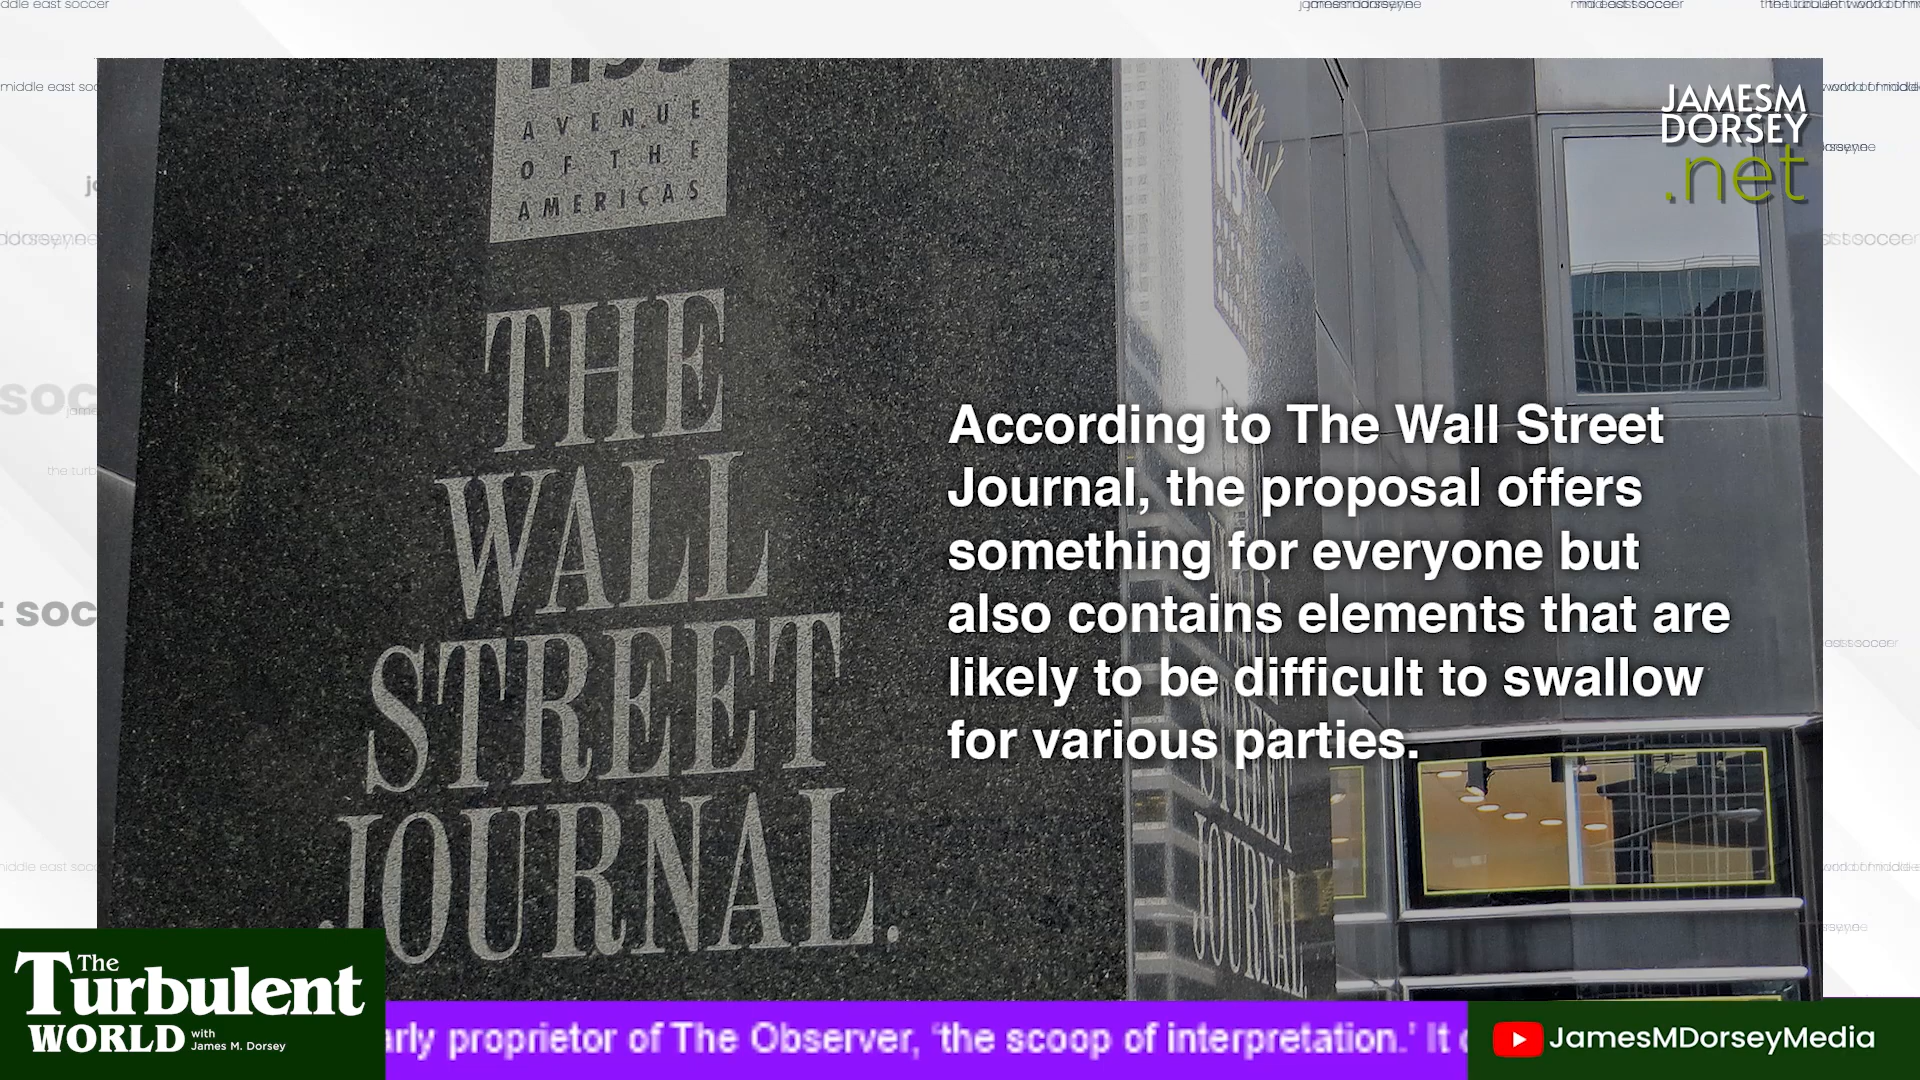 middle east soccer
JAMESM
DORSEY
.net
AVENUE
OF THE
AMERICAS
THE
WALL
STREET
JOURNAL.
According to The Wall Street
Journal, the proposal offers
something for everyone but
also contains elements that are
likely to be difficult to swallow
for various parties.
STREET
JOURNAL
The
Turbulent
WORLD with
James M. Dorsey
proprietor of The Observer, ‘the scoop of interpretation.’ It
JamesMDorseyMedia